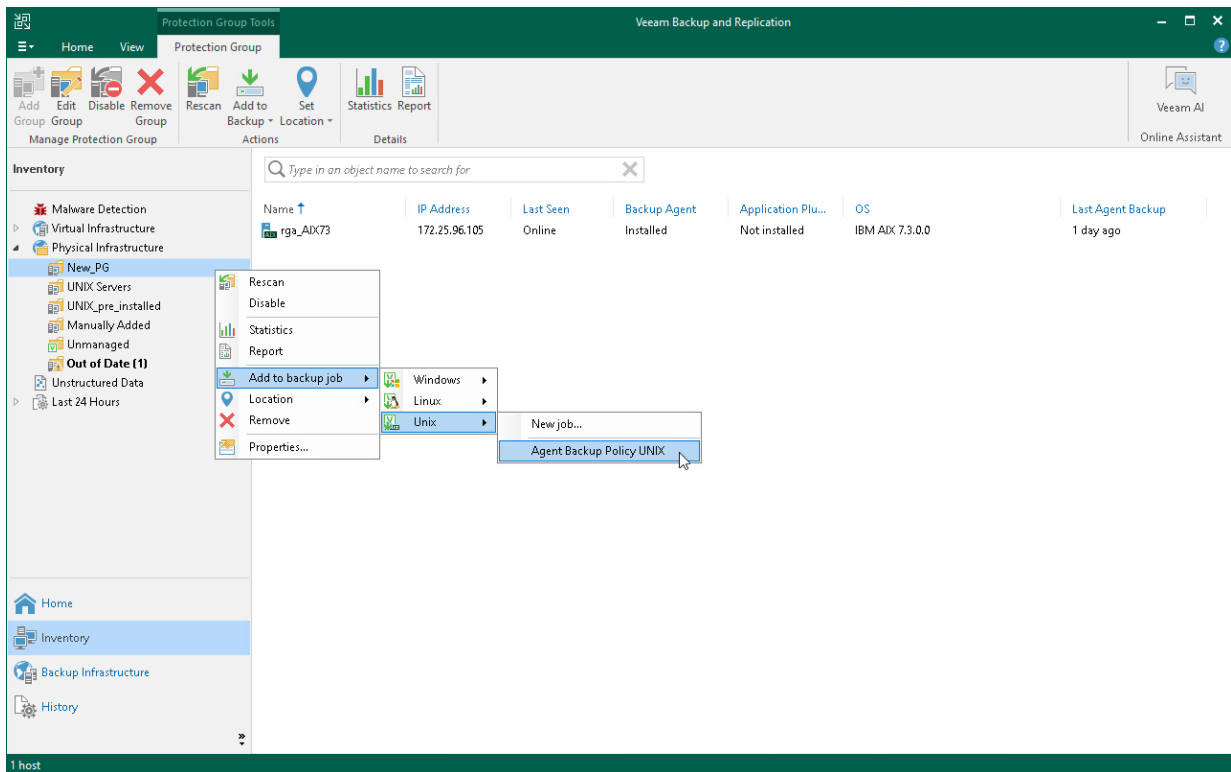 Protection Group Tools
Veeam Backup and Replication
Home View Protection Group
Add Group
Edit Group
Disable
Remove Group
Rescan
Add to Backup
Set Location
Statistics
Report
Veeam AI
Manage Protection Group
Actions
Details
Online Assistant
Inventory
Type in an object name to search for
Malware Detection
Virtual Infrastructure
Physical Infrastructure
New_PG
UNIX Servers
UNIX_pre_installed
Manually Added
Unmanaged
Out of Date (1)
Unstructured Data
Last 24 Hours
Name IP Address Last Seen Backup Agent Application Plu... OS Last Agent Backup
rga_AIX73 172.25.96.105 Online Installed Not installed IBM AIX 7.3.0.0 1 day ago
Rescan
Disable
Statistics
Report
Add to backup job
Location
Remove
Properties...
Windows
Linux
Unix
New job...
Agent Backup Policy UNIX
Home
Inventory
Backup Infrastructure
History
1 host